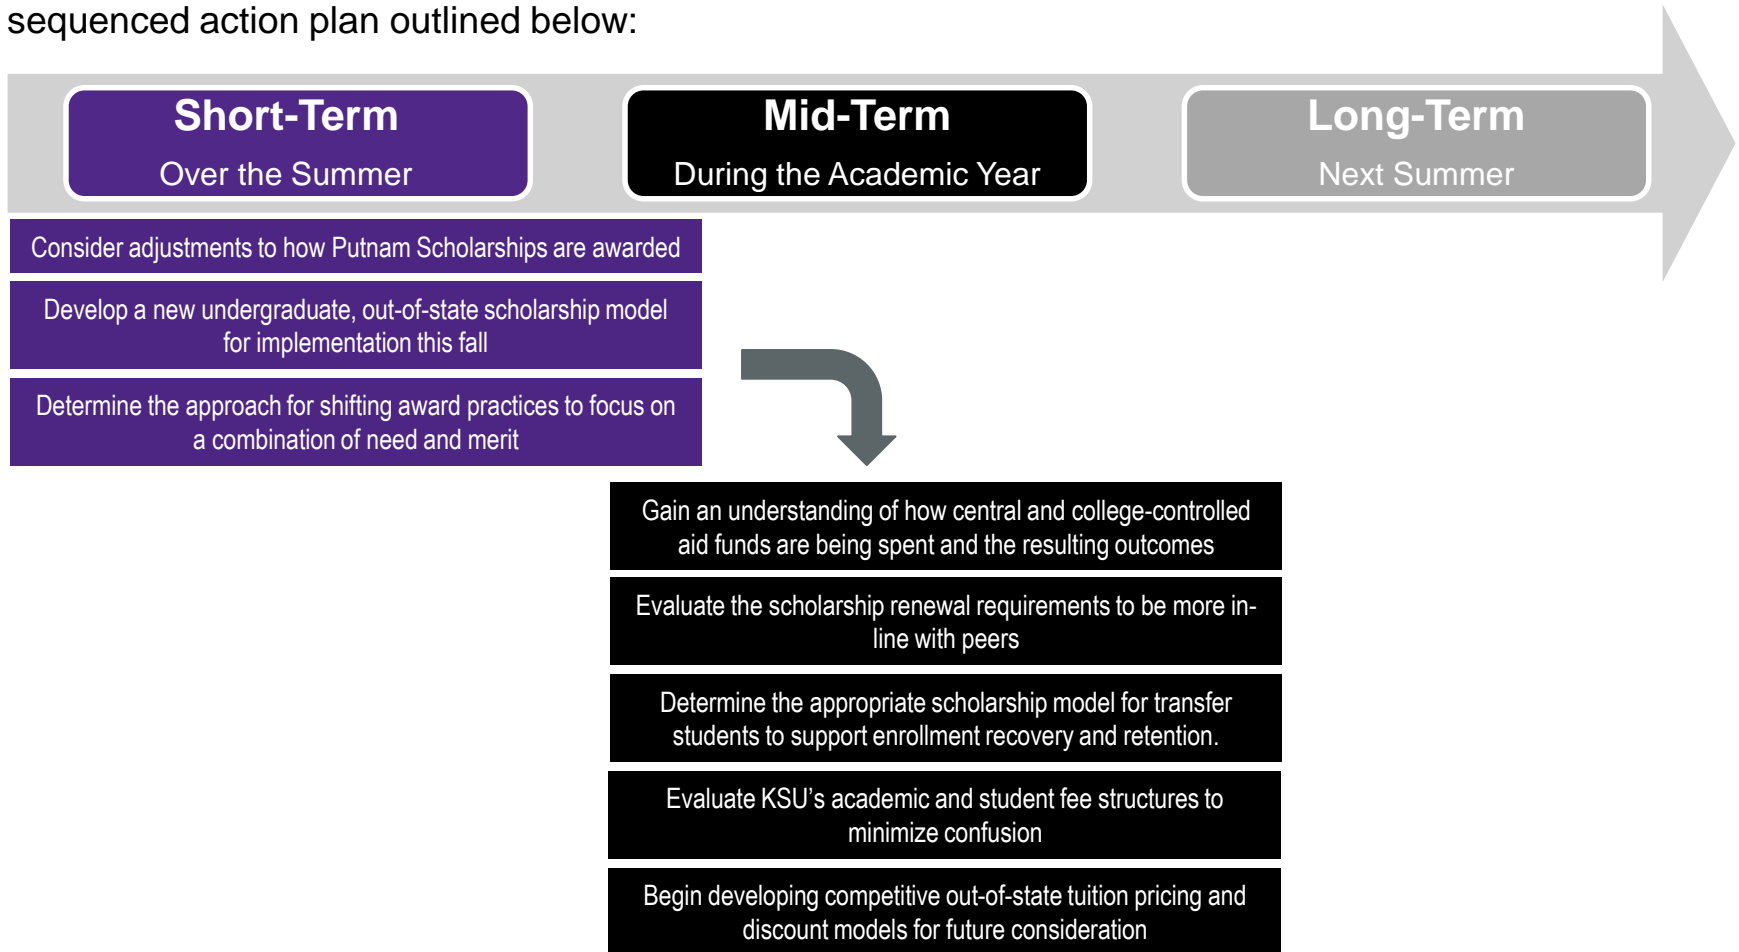 sequenced action plan outlined below:
Short-Term
Over the Summer
Mid-Term
During the Academic Year
Long-Term
Next Summer
Consider adjustments to how Putnam Scholarships are awarded
Develop a new undergraduate, out-of-state scholarship model
for implementation this fall
Determine the approach for shifting award practices to focus on
a combination of need and merit
Gain an understanding of how central and college-controlled
aid funds are being spent and the resulting outcomes
Evaluate the scholarship renewal requirements to be more in-
line with peers
Determine the appropriate scholarship model for transfer
students to support enrollment recovery and retention.
Evaluate KSU’s academic and student fee structures to
minimize confusion
Begin developing competitive out-of-state tuition pricing and
discount models for future consideration